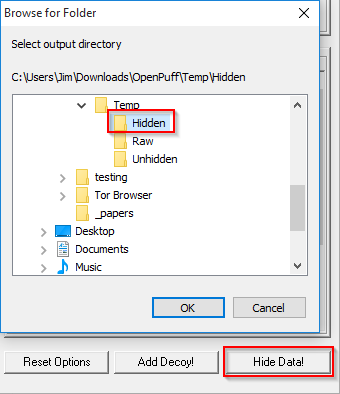 Browse for Folder
Select output directory
C:\Users\Jim\Downloads\OpenPuff\Temp\Hidden
Temp
Hidden
Raw
Unhidden
testing
Tor Browser
_papers
Desktop
Documents
Music
OK Cancel
Reset Options Add Decoy! Hide Data!